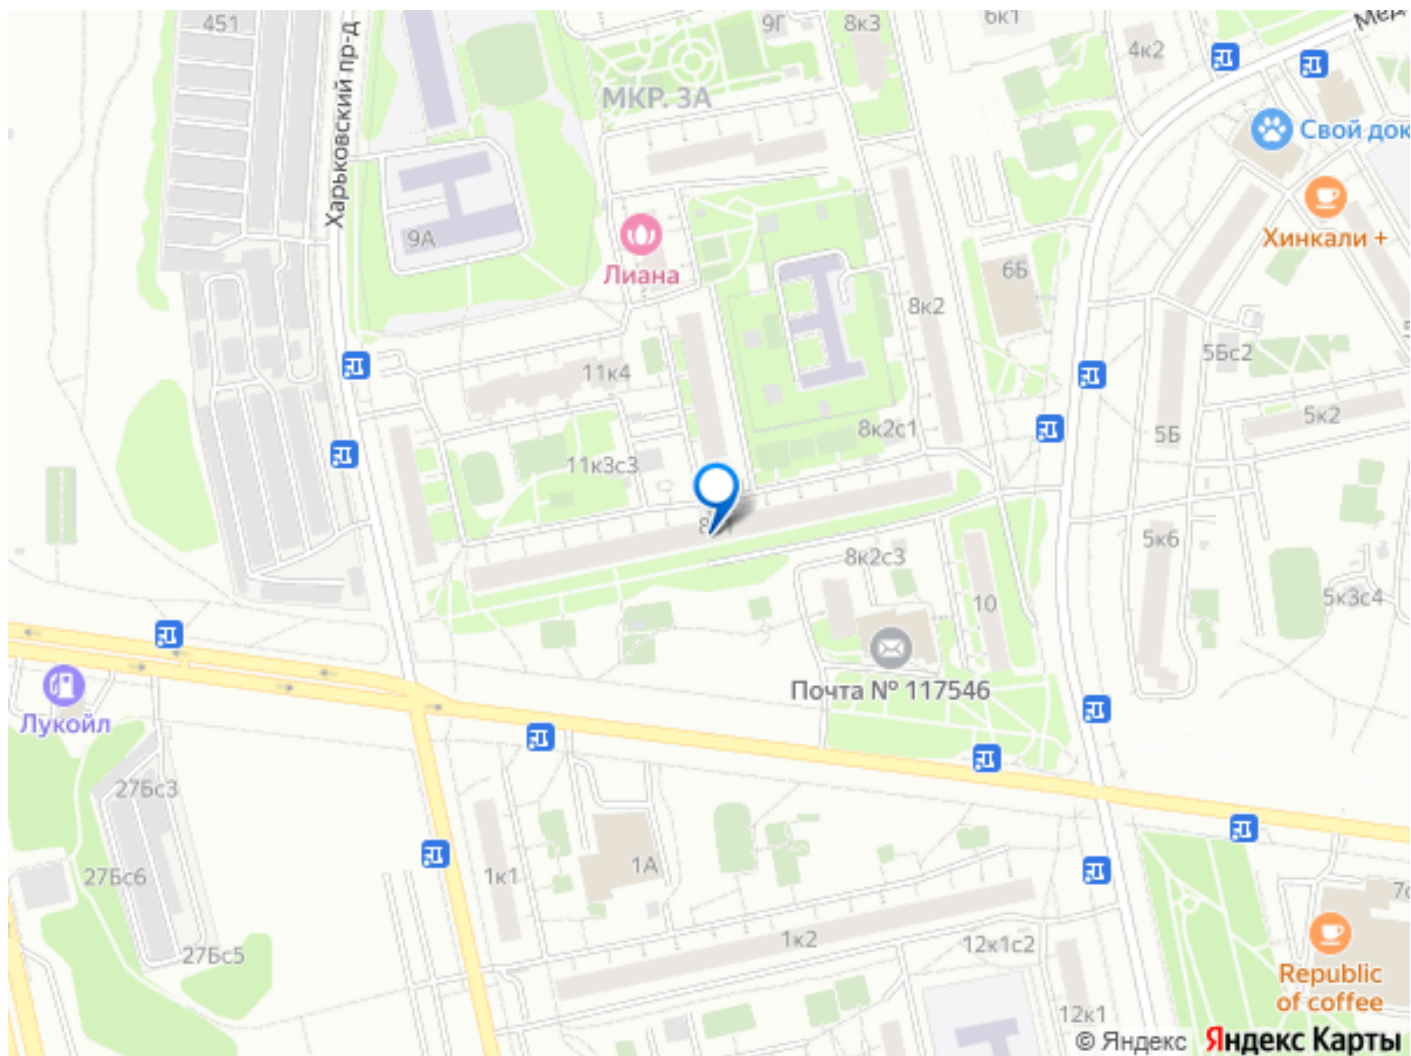 451
9Г
8к3
6к1
4к2
Харьковский пр-д
МКР. 3А
Свой док
9А
Лиана
Хинкали +
6Б
8к2
5Бс2
11к4
5к2
8к2с1
5Б
11к3с3
5к6
8к2с3
10
5к3с4
Почта № 117546
Лукойл
27Бс3
1А
27Бс6
1к1
27Бс5
1к2
12к1с2
Republic
of coffee
12к1
© Яндекс Яндекс Карты